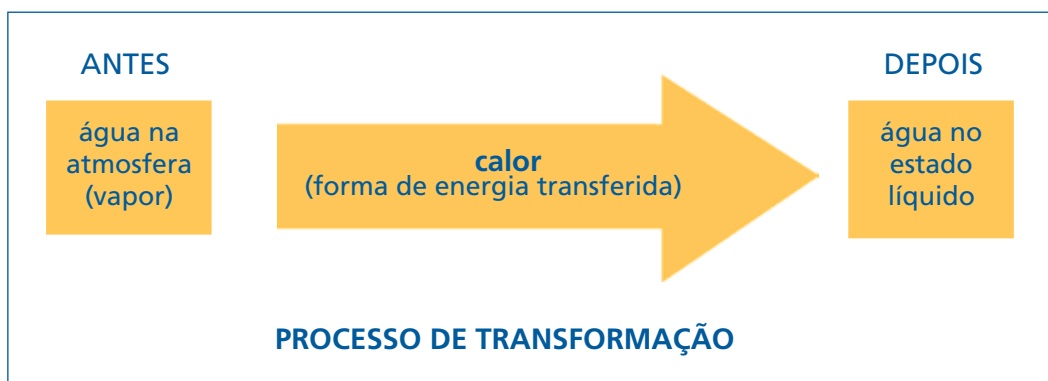 ANTES
água na
atmosfera
(vapor)
calor
(forma de energia transferida)
DEPOIS
água no
estado
líquido
PROCESSO DE TRANSFORMAÇÃO